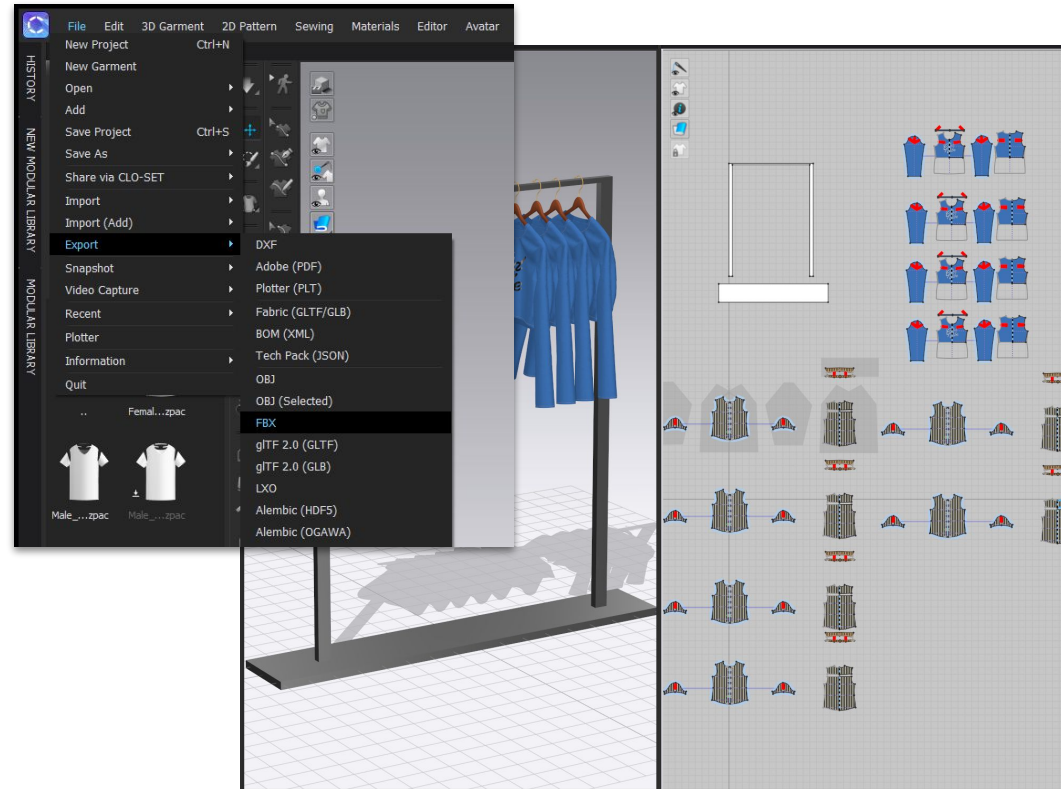 File Edit 3D Garment 2D Pattern Sewing Materials Editor Avatar
HISTORY
NEW MODULAR LIBRARY
MODULAR LIBRARY
New Project Ctrl+N
New Garment
Open
Add
Save Project Ctrl+S
Save As
Share via CLO-SET
Import
Import (Add)
Export
Snapshot
Video Capture
Recent
Plotter
Information
Quit
DXF
Adobe (PDF)
Plotter (PLT)
Fabric (GLTF/GLB)
BOM (XML)
Tech Pack (JSON)
OBJ
OBJ (Selected)
FBX
glTF 2.0 (GLTF)
glTF 2.0 (GLB)
LXO
Alembic (HDF5)
Alembic (OGAWA)
.. Femal...zpac
Male_...zpac Male_...zpac